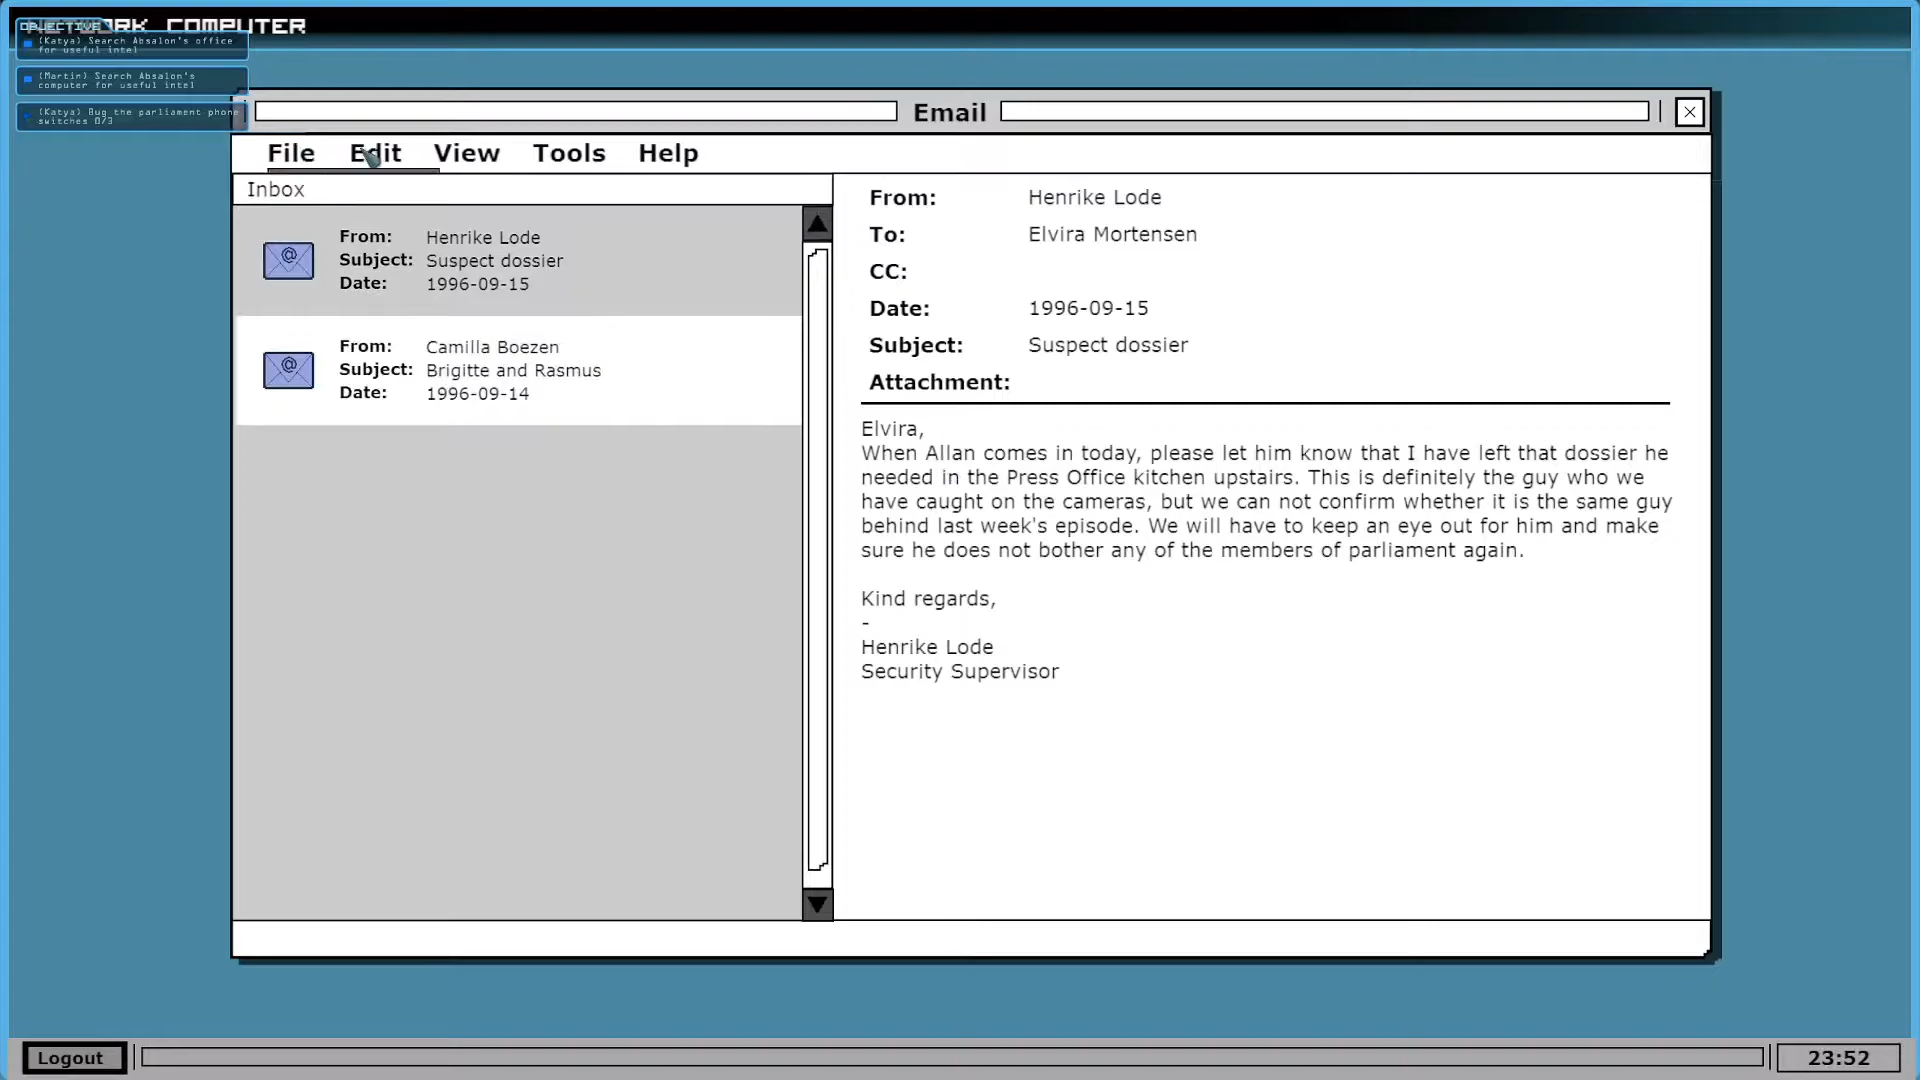 NETWORK COMPUTER
OBJECTIVE
(Katya) Search Absalon's office
for useful intel
(Martin) Search Absalon's
computer for useful intel
(Katya) Bug the parliament phone
switches 0/3
Email
File Edit View Tools Help
Inbox
From: Henrike Lode
Subject: Suspect dossier
Date: 1996-09-15
From: Camilla Boezen
Subject: Brigitte and Rasmus
Date: 1996-09-14
From: Henrike Lode
To: Elvira Mortensen
CC:
Date: 1996-09-15
Subject: Suspect dossier
Attachment:
Elvira,
When Allan comes in today, please let him know that I have left that dossier he
needed in the Press Office kitchen upstairs. This is definitely the guy who we
have caught on the cameras, but we can not confirm whether it is the same guy
behind last week's episode. We will have to keep an eye out for him and make
sure he does not bother any of the members of parliament again.
Kind regards,
-
Henrike Lode
Security Supervisor
Logout
23:52